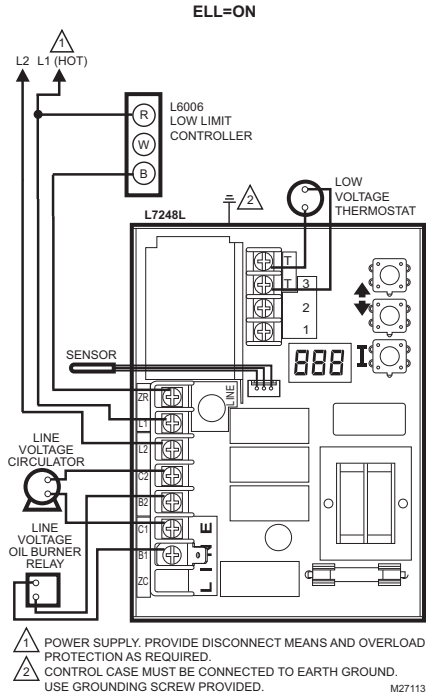 ELL=ON
1
L2 L1 (HOT)
L6006
LOW LIMIT
CONTROLLER
R
W
B
2
LOW
VOLTAGE
THERMOSTAT
L7248L
T
T 3
2
1
888
SENSOR
LINE
ZR
L1
L2
C2
B2
C1
B1
ZC
LINE
LINE
VOLTAGE
CIRCULATOR
LINE
VOLTAGE
OIL BURNER
RELAY
1 POWER SUPPLY. PROVIDE DISCONNECT MEANS AND OVERLOAD
PROTECTION AS REQUIRED.
2 CONTROL CASE MUST BE CONNECTED TO EARTH GROUND.
USE GROUNDING SCREW PROVIDED.
M27113